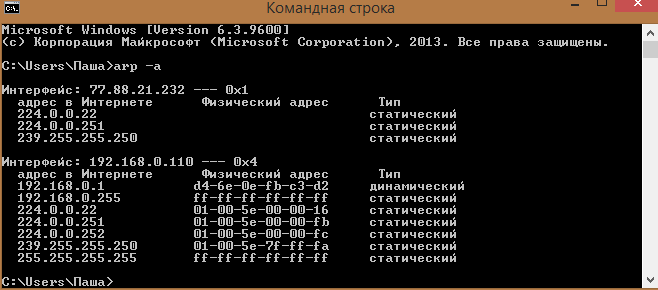 Командная строка
Microsoft Windows [Version 6.3.9600]
(c) Корпорация Майкрософт (Microsoft Corporation), 2013. Все права защищены.
C:\Users\Паша>arp -a
Интерфейс: 77.88.21.232 --- 0x1
адрес в Интернете Физический адрес Тип
224.0.0.22 статический
224.0.0.251 статический
239.255.255.250 статический
Интерфейс: 192.168.0.110 --- 0x4
адрес в Интернете Физический адрес Тип
192.168.0.1 d4-6e-0e-fb-c3-d2 динамический
192.168.0.255 ff-ff-ff-ff-ff-ff статический
224.0.0.22 01-00-5e-00-00-16 статический
224.0.0.251 01-00-5e-00-00-fb статический
224.0.0.252 01-00-5e-00-00-fc статический
239.255.255.250 01-00-5e-7f-ff-fa статический
255.255.255.255 ff-ff-ff-ff-ff-ff статический
C:\Users\Паша>